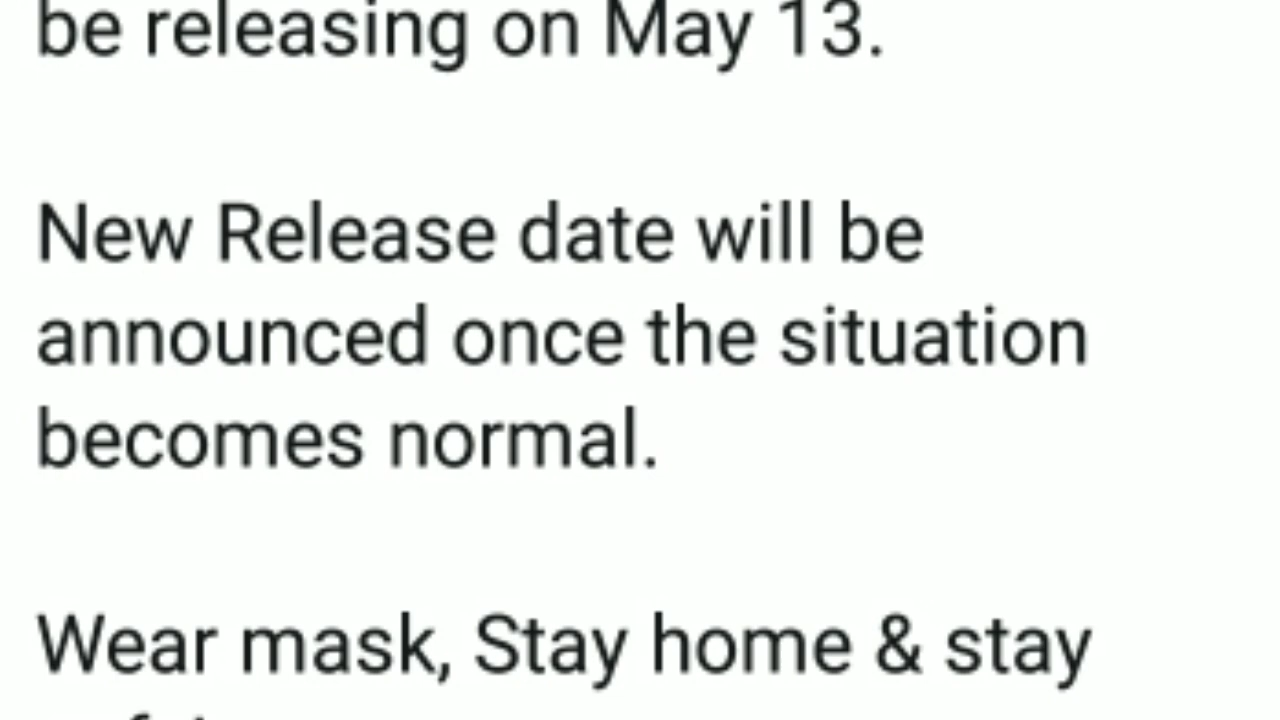 be releasing on May 13.
New Release date will be
announced once the situation
becomes normal.
Wear mask, Stay home & stay